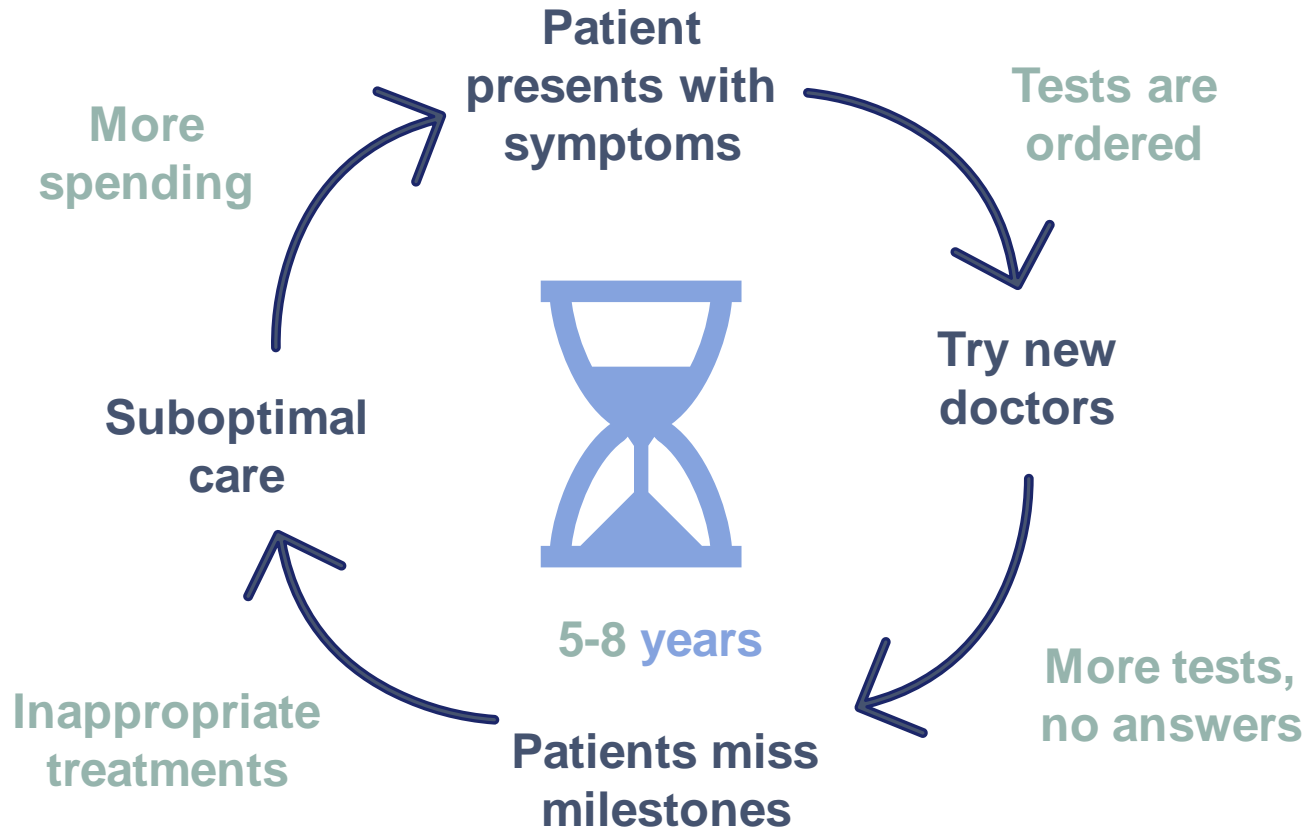 Patient
presents with
symptoms
Tests are
ordered
Try new
doctors
More tests,
no answers
Patients miss
milestones
Inappropriate
treatments
Suboptimal
care
More
spending
5-8 years